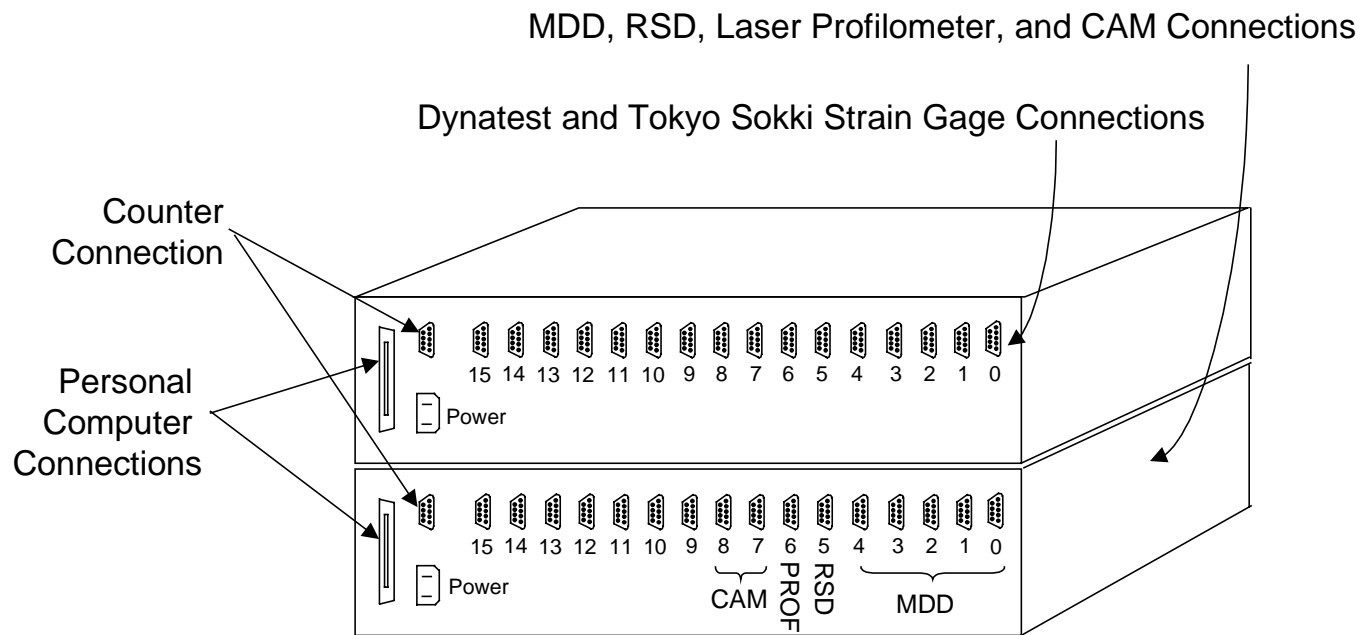 MDD, RSD, Laser Profilometer, and CAM Connections
Dynatest and Tokyo Sokki Strain Gage Connections
Counter
Connection
Personal
Computer
Connections
15 14 13 12 11 10 9 8 7 6 5 4 3 2 1 0
Power
15 14 13 12 11 10 9 8 7 6 5 4 3 2 1 0
Power
CAM
PROF
RSD
MDD